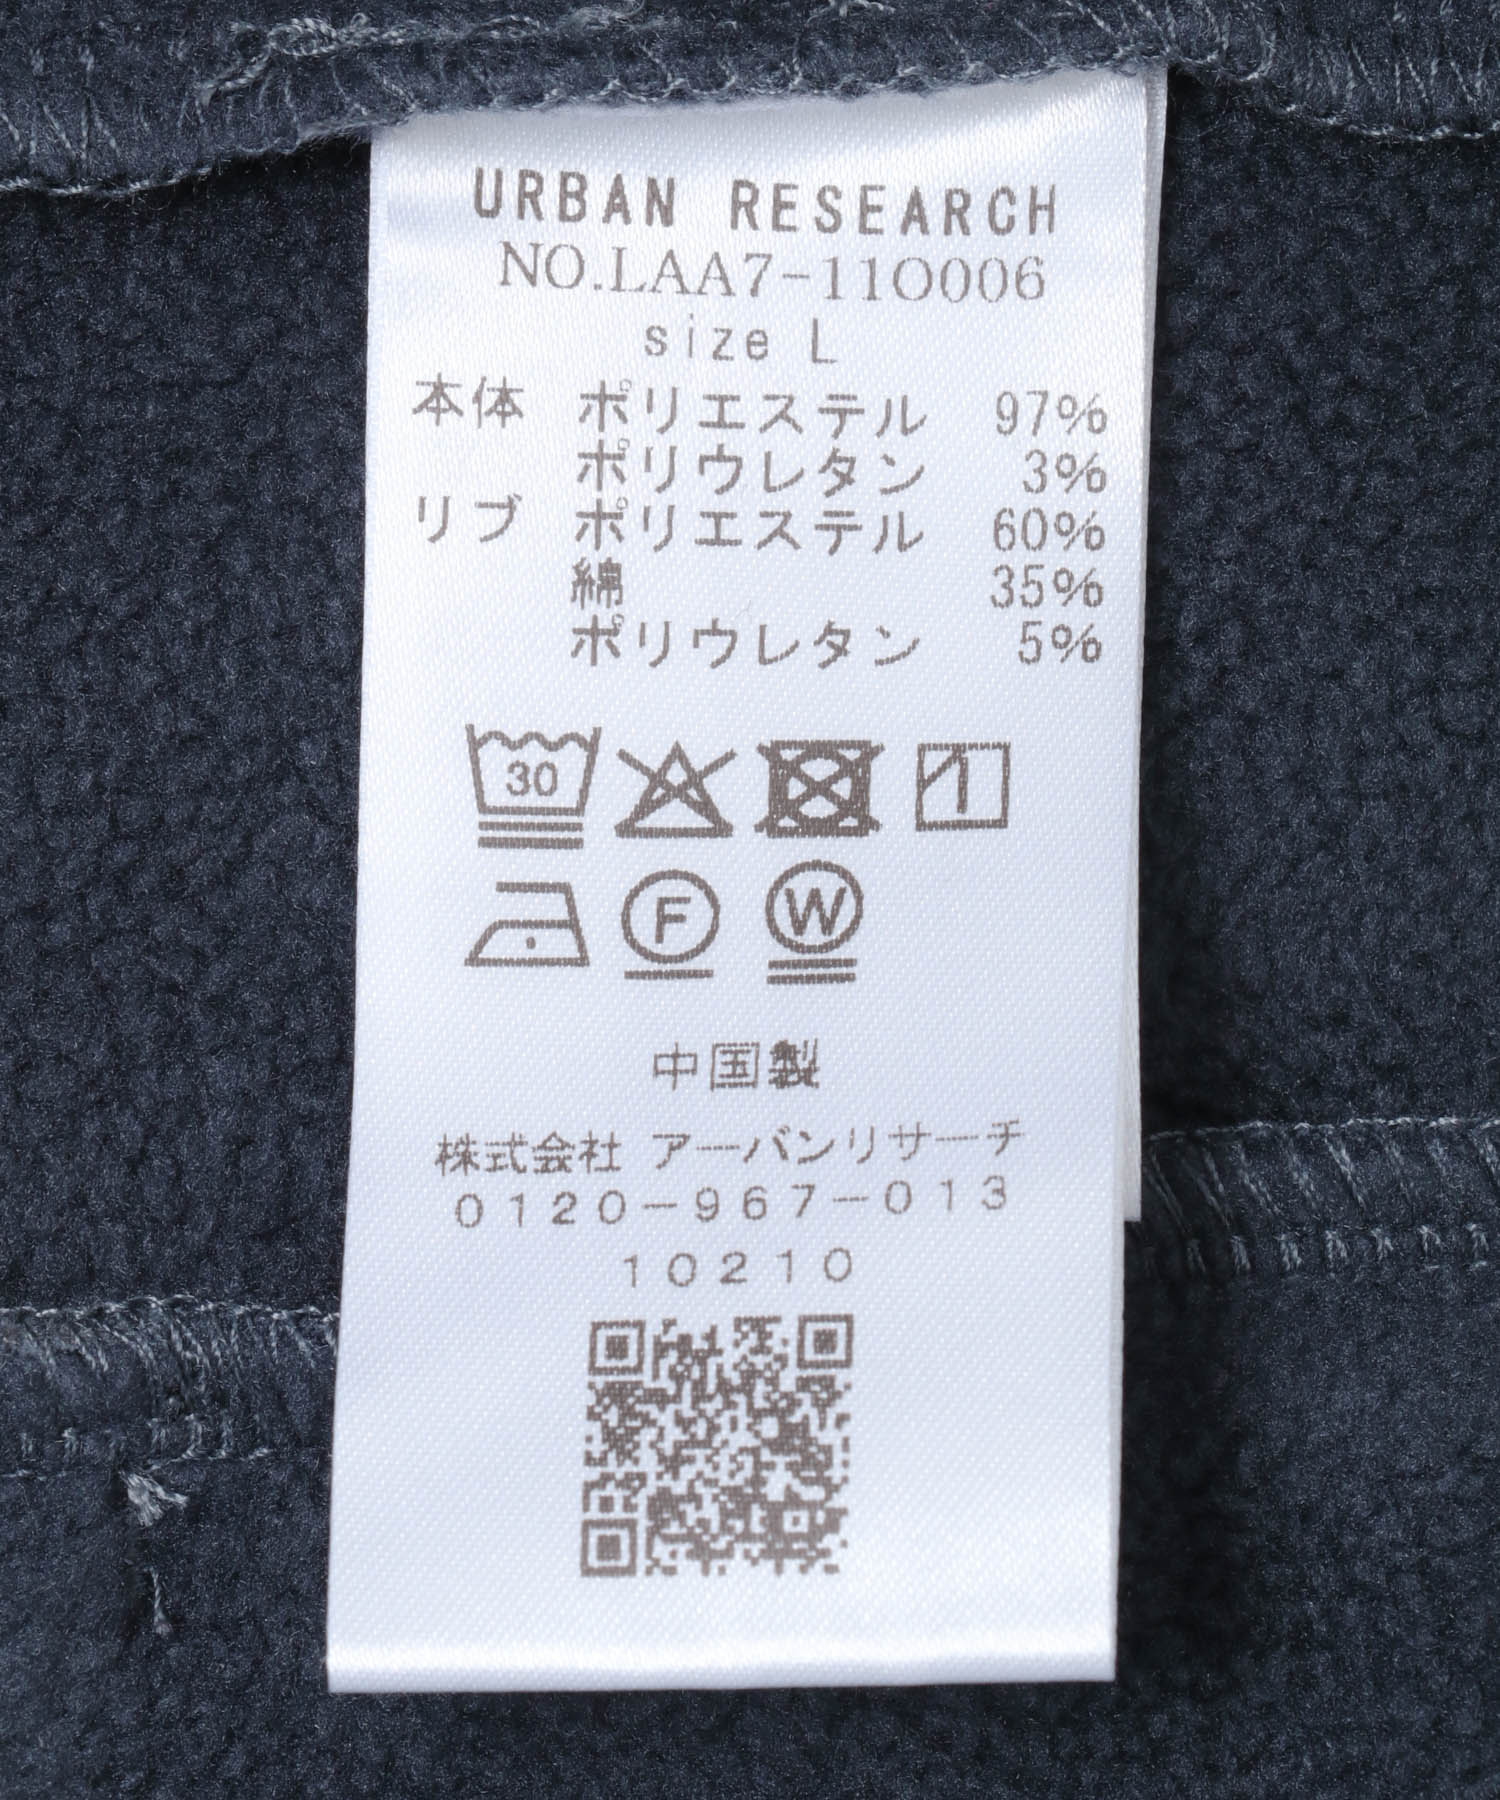 URBAN RESEARCH
NO.LAA7-11O006
size L
本体 ポリエステル 97%
ポリウレタン 3%
リブ ポリエステル 60%
綿 35%
ポリウレタン 5%
30
F W
中国製
株式会社 アーバンリサーチ
0120-967-013
10210